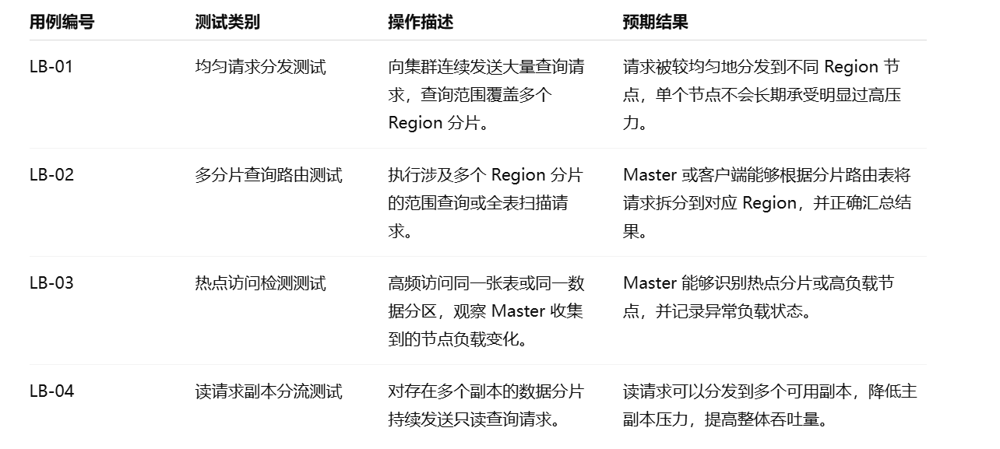 用例编号 测试类别 操作描述 预期结果
LB-01 均匀请求分发测试 向集群连续发送大量查询请 请求被较均匀地分发到不同 Region 节
求，查询范围覆盖多个 点，单个节点不会长期承受明显过高压
Region 分片。 力。
LB-02 多分片查询路由测试 执行涉及多个 Region 分片 Master 或客户端能够根据分片路由表将
的范围查询或全表扫描请 请求拆分到对应 Region，并正确汇总结
求。 果。
LB-03 热点访问检测测试 高频访问同一张表或同一数 Master 能够识别热点分片或高负载节
据分区，观察 Master 收集 点，并记录异常负载状态。
到的节点负载变化。
LB-04 读请求副本分流测试 对存在多个副本的数据分片 读请求可以分发到多个可用副本，降低主
持续发送只读查询请求。 副本压力，提高整体吞吐量。